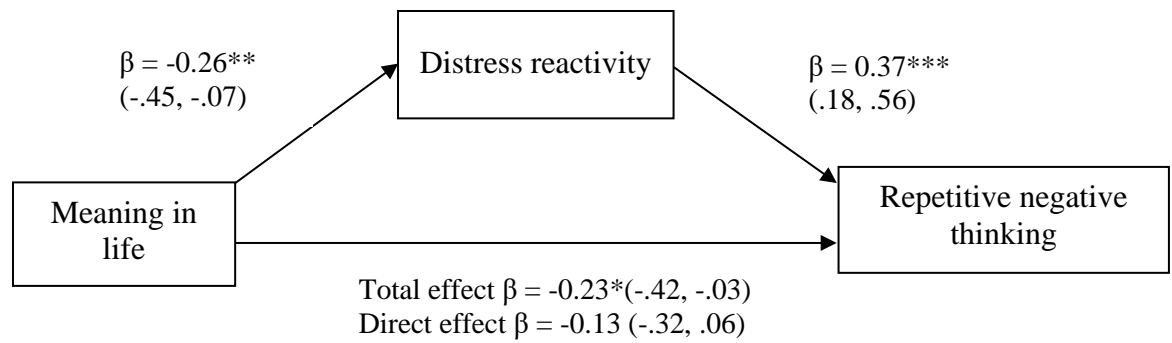 β = -0.26**
(-.45, -.07)
Distress reactivity
β = 0.37***
(.18, .56)
Meaning in
life
Repetitive negative
thinking
Total effect β = -0.23*(-.42, -.03)
Direct effect β = -0.13 (-.32, .06)